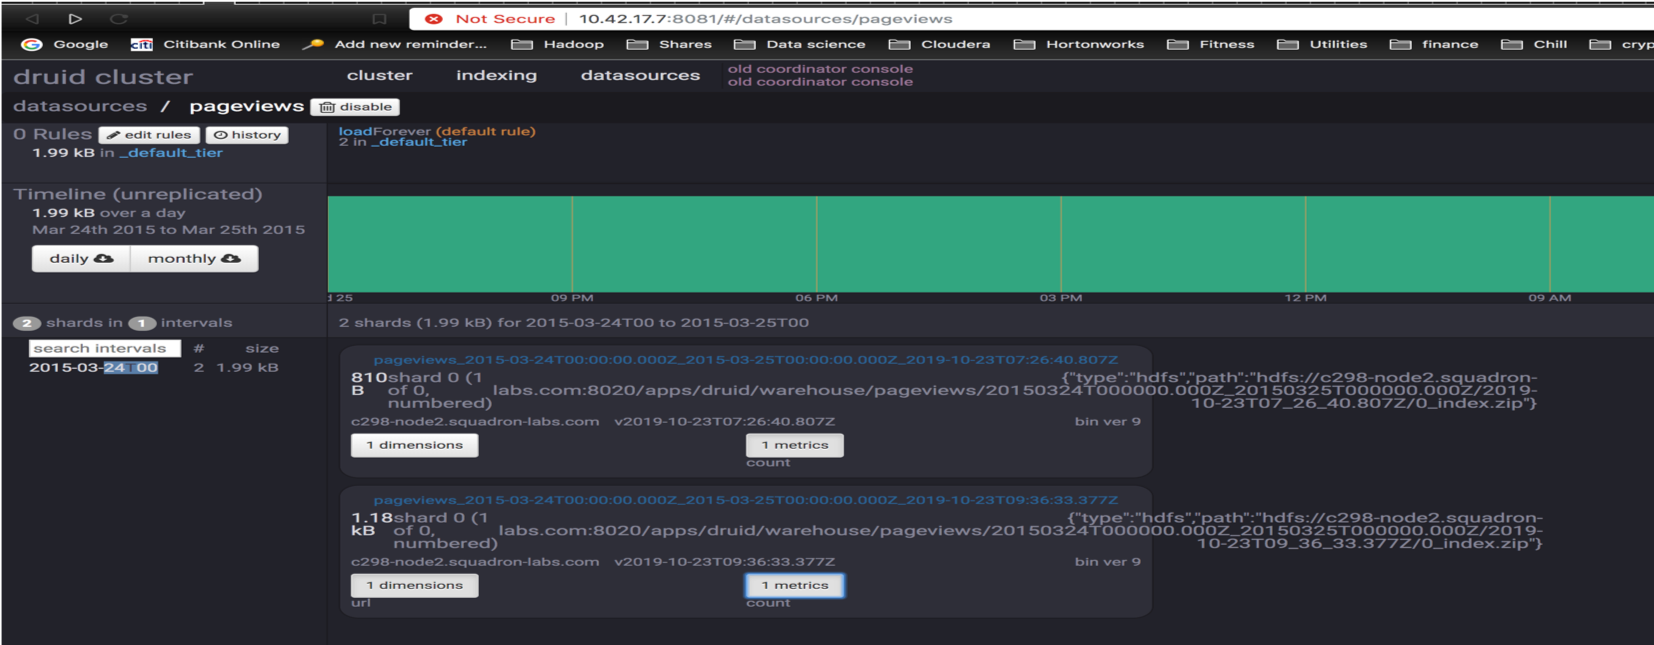 Not Secure | 10.42.17.7:8081/#/datasources/pageviews
Google citi Citibank Online Add new reminder... Hadoop Shares Data science Cloudera Hortonworks Fitness Utilities finance Chill cryp
druid cluster cluster indexing datasources old coordinator console
old coordinator console
datasources / pageviews disable
0 Rules edit rules history
1.99 kB in _default_tier
loadForever (default rule)
2 in _default_tier
Timeline (unreplicated)
1.99 kB over a day
Mar 24th 2015 to Mar 25th 2015
daily monthly
25 09 PM 06 PM 03 PM 12 PM 09 AM
2 shards in 1 intervals
2 shards (1.99 kB) for 2015-03-24T00 to 2015-03-25T00
search intervals # size
2015-03-24T00 2 1.99 kB
pageviews_2015-03-24T00:00:00.000Z_2015-03-25T00:00:00.000Z_2019-10-23T07:26:40.807Z
810 shard 0 (1 {"type":"hdfs","path":"hdfs://c298-node2.squadron-
B of 0, labs.com:8020/apps/druid/warehouse/pageviews/20150324T000000.000Z_20150325T000000.000Z/2019-
numbered) 10-23T07_26_40.807Z/0_index.zip"}
c298-node2.squadron-labs.com v2019-10-23T07:26:40.807Z bin ver 9
1 dimensions 1 metrics
count
pageviews_2015-03-24T00:00:00.000Z_2015-03-25T00:00:00.000Z_2019-10-23T09:36:33.377Z
1.18 shard 0 (1 {"type":"hdfs","path":"hdfs://c298-node2.squadron-
kB of 0, labs.com:8020/apps/druid/warehouse/pageviews/20150324T000000.000Z_20150325T000000.000Z/2019-
numbered) 10-23T09_36_33.377Z/0_index.zip"}
c298-node2.squadron-labs.com v2019-10-23T09:36:33.377Z bin ver 9
1 dimensions 1 metrics
url count